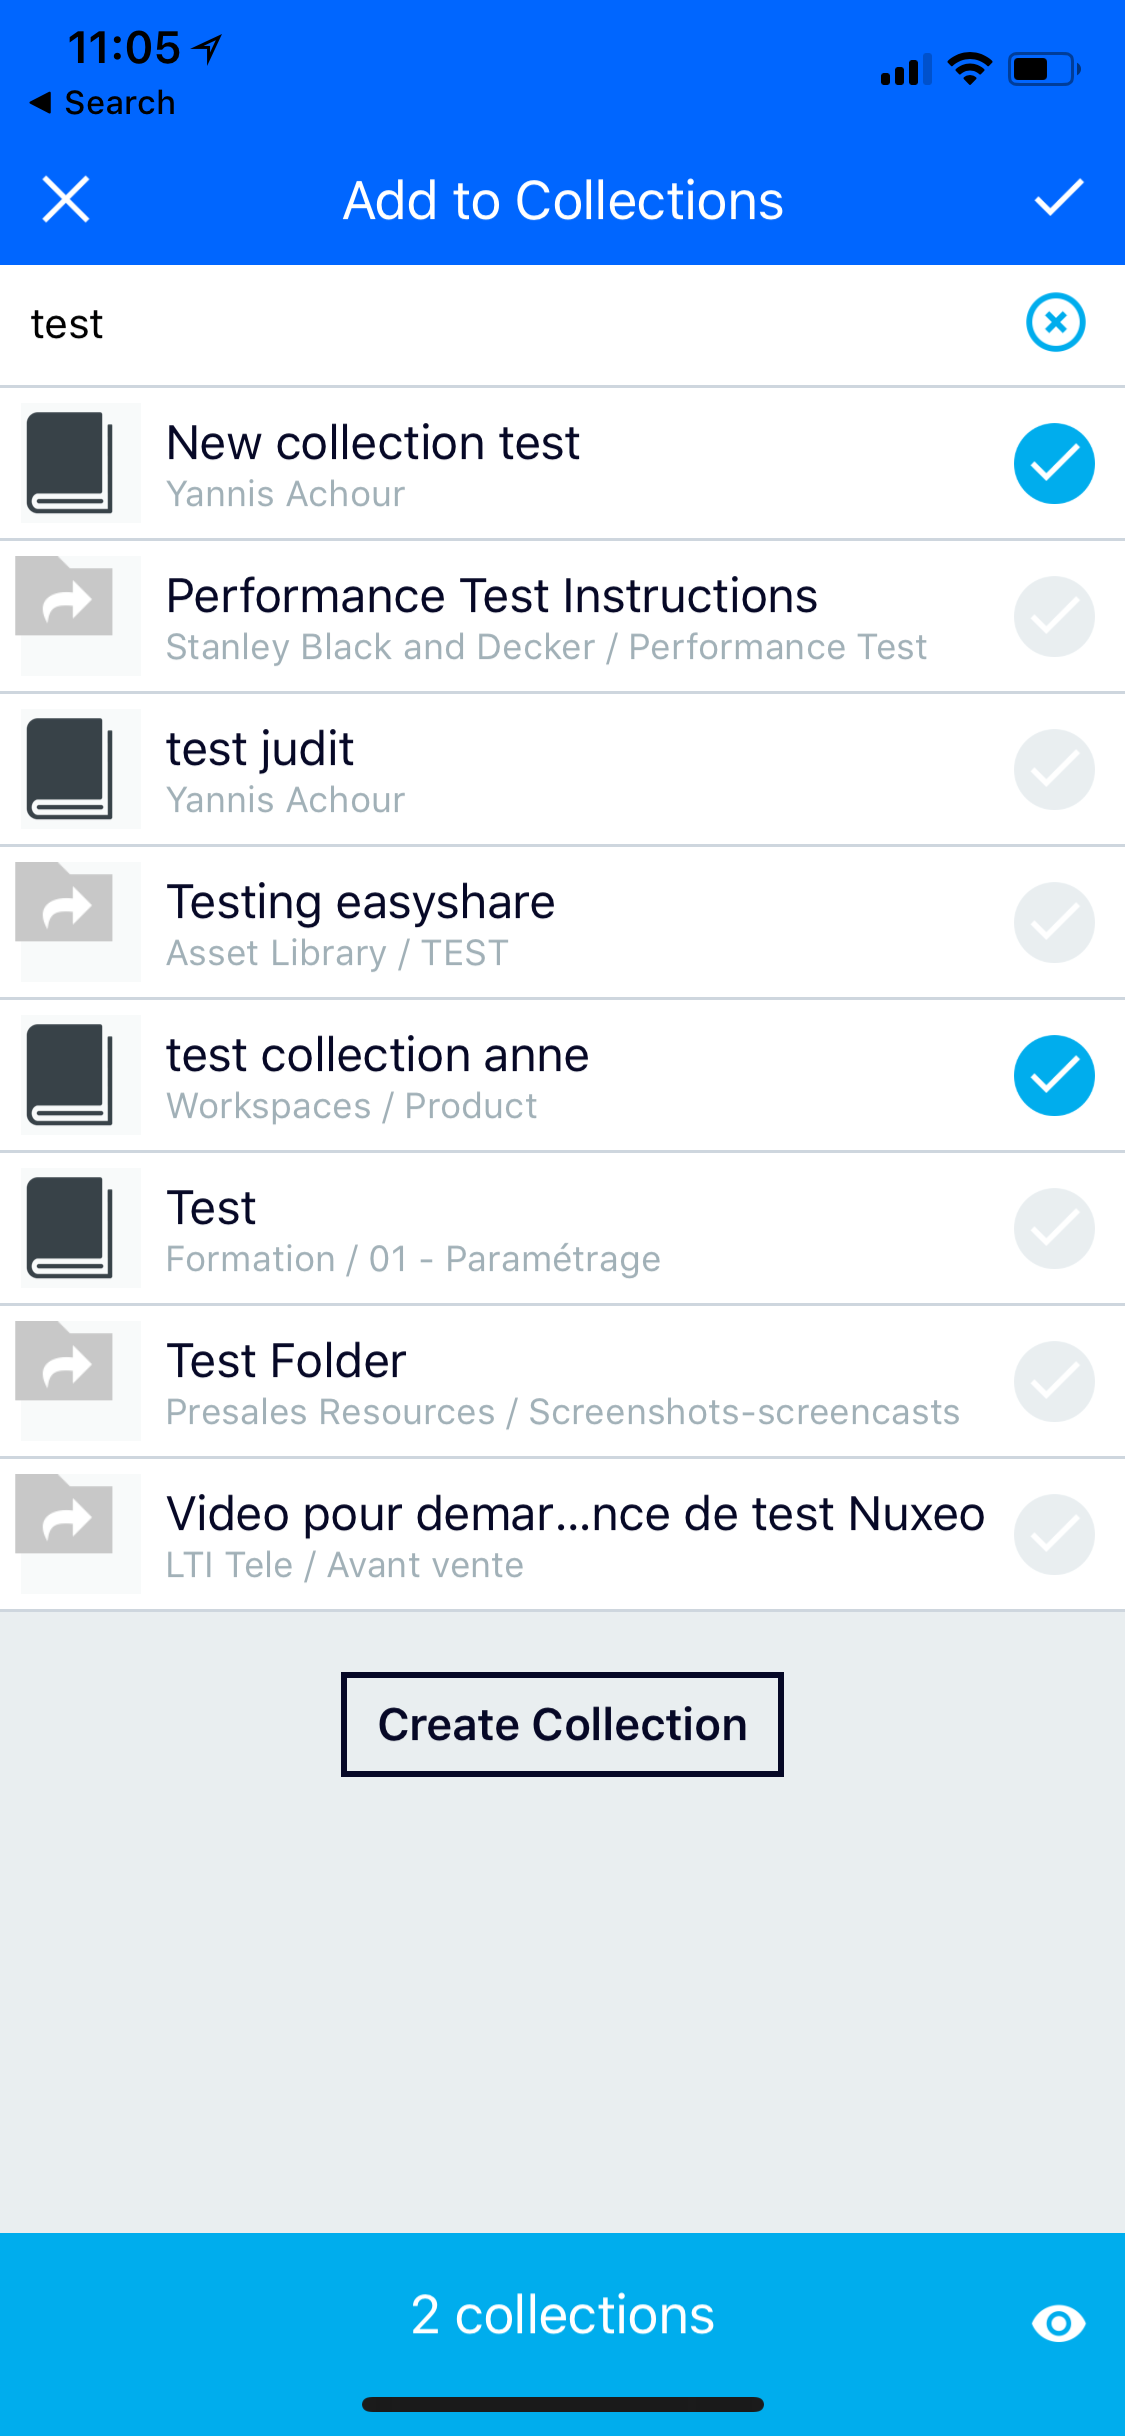 11:05
Search
Add to Collections
test
New collection test
Yannis Achour
Performance Test Instructions
Stanley Black and Decker / Performance Test
test judit
Yannis Achour
Testing easyshare
Asset Library / TEST
test collection anne
Workspaces / Product
Test
Formation / 01 - Paramétrage
Test Folder
Presales Resources / Screenshots-screencasts
Video pour demar...nce de test Nuxeo
LTI Tele / Avant vente
Create Collection
2 collections